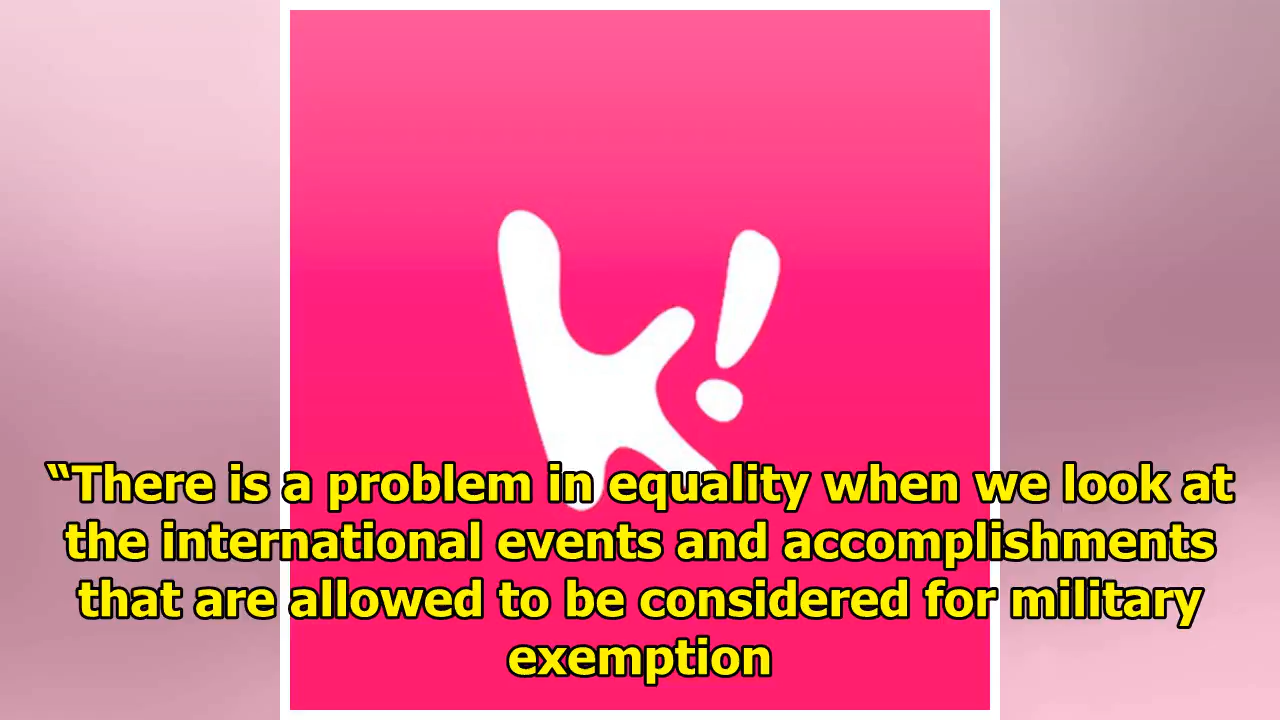 k!
“There is a problem in equality when we look at
the international events and accomplishments
that are allowed to be considered for military
exemption